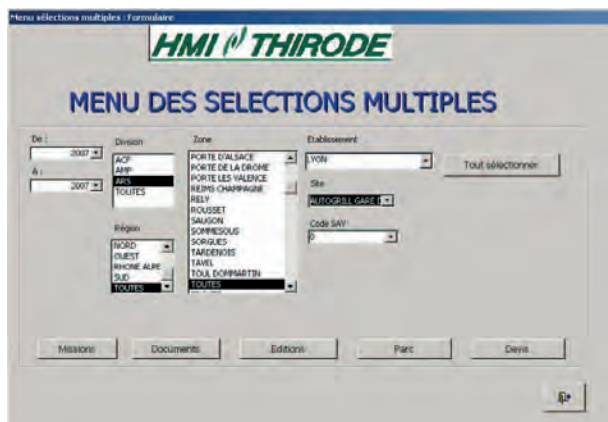 Menu sélections multiples : Formulaire
HMI THIRODE
MENU DES SELECTIONS MULTIPLES
De :
2007
A :
2007
Division
ACF
AMP
ARS
TOUTES
Région
NORD
OUEST
RHONE ALPE
SUD
TOUTES
Zone
PORTE D'ALSACE
PORTE DE LA DROME
PORTE LES VALENCE
REIMS CHAMPAGNE
RELY
ROUSSET
SAUGON
SOMMESOUS
SORGUES
TARDENOIS
TAVEL
TOUL DOMMARTIN
TOUTES
Etablissement
LYON
Site
AUTOGRILL GARE D
Code SAV
0
Tout sélectionner
Missions
Documents
Editions
Parc
Devis